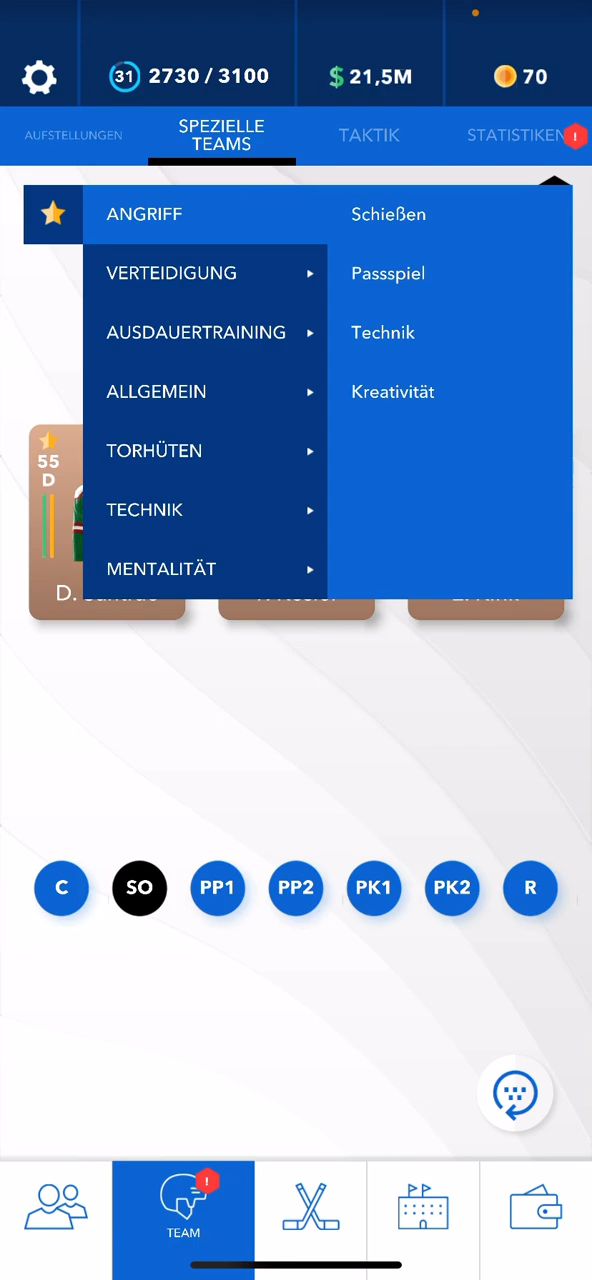 31 2730 / 3100 $ 21,5M 70
AUFSTELLUNGEN SPEZIELLE TEAMS TAKTIK STATISTIKEN !
ANGRIFF Schießen
VERTEIDIGUNG Passspiel
AUSDAUERTRAINING Technik
ALLGEMEIN Kreativität
TORHÜTEN
TECHNIK
MENTALITÄT
55
D
D.
C SO PP1 PP2 PK1 PK2 R
!
TEAM